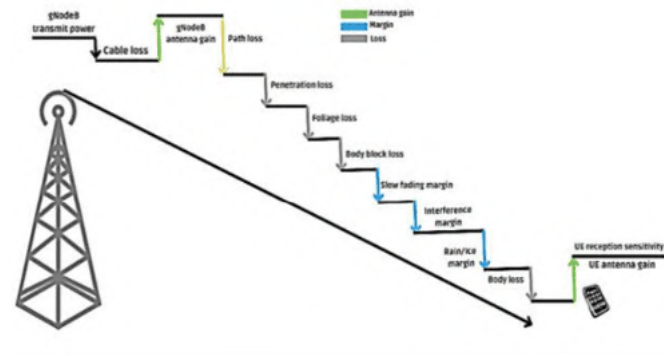 gNodeB
transmit power
Cable loss
gNodeB
antenna gain
Path loss
Antenna gain
Margin
Loss
Penetration loss
Foliage loss
Body block loss
Slow fading margin
Interference
margin
Rain/Ice
margin
Body loss
UE reception sensitivity
UE antenna gain